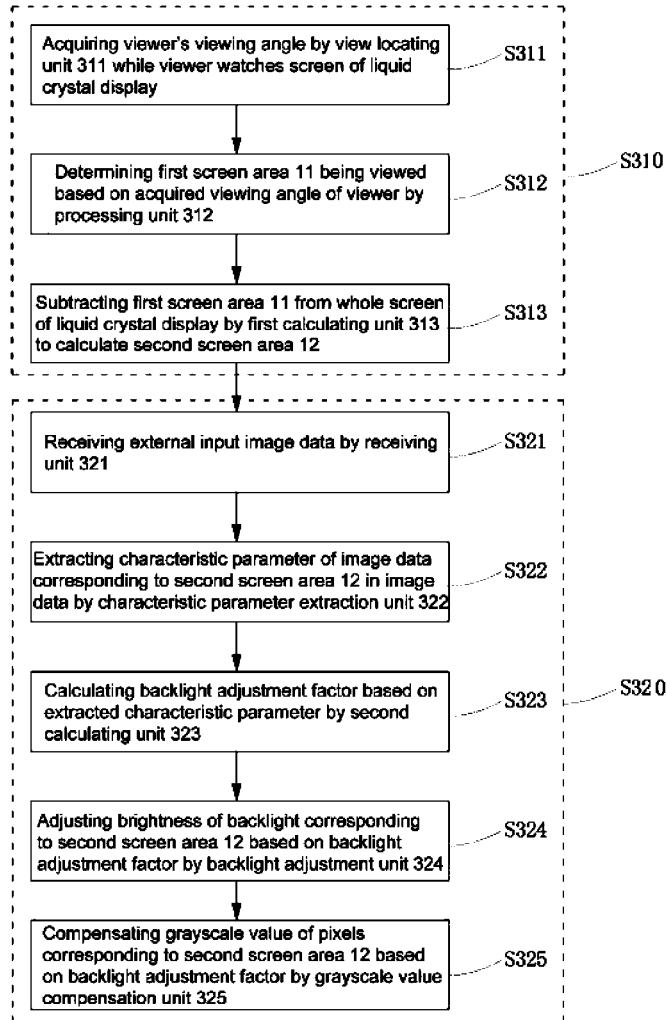 Acquiring viewer's viewing angle by view locating
unit 311 while viewer watches screen of liquid
crystal display
S311
Determining first screen area 11 being viewed
based on acquired viewing angle of viewer by
processing unit 312
S312
S310
Subtracting first screen area 11 from whole screen
of liquid crystal display by first calculating unit 313
to calculate second screen area 12
S313
Receiving external input image data by receiving
unit 321
S321
Extracting characteristic parameter of image data
corresponding to second screen area 12 in image
data by characteristic parameter extraction unit 322
S322
Calculating backlight adjustment factor based on
extracted characteristic parameter by second
calculating unit 323
S323
S320
Adjusting brightness of backlight corresponding
to second screen area 12 based on backlight
adjustment factor by backlight adjustment unit 324
S324
Compensating grayscale value of pixels
corresponding to second screen area 12 based
on backlight adjustment factor by grayscale value
compensation unit 325
S325